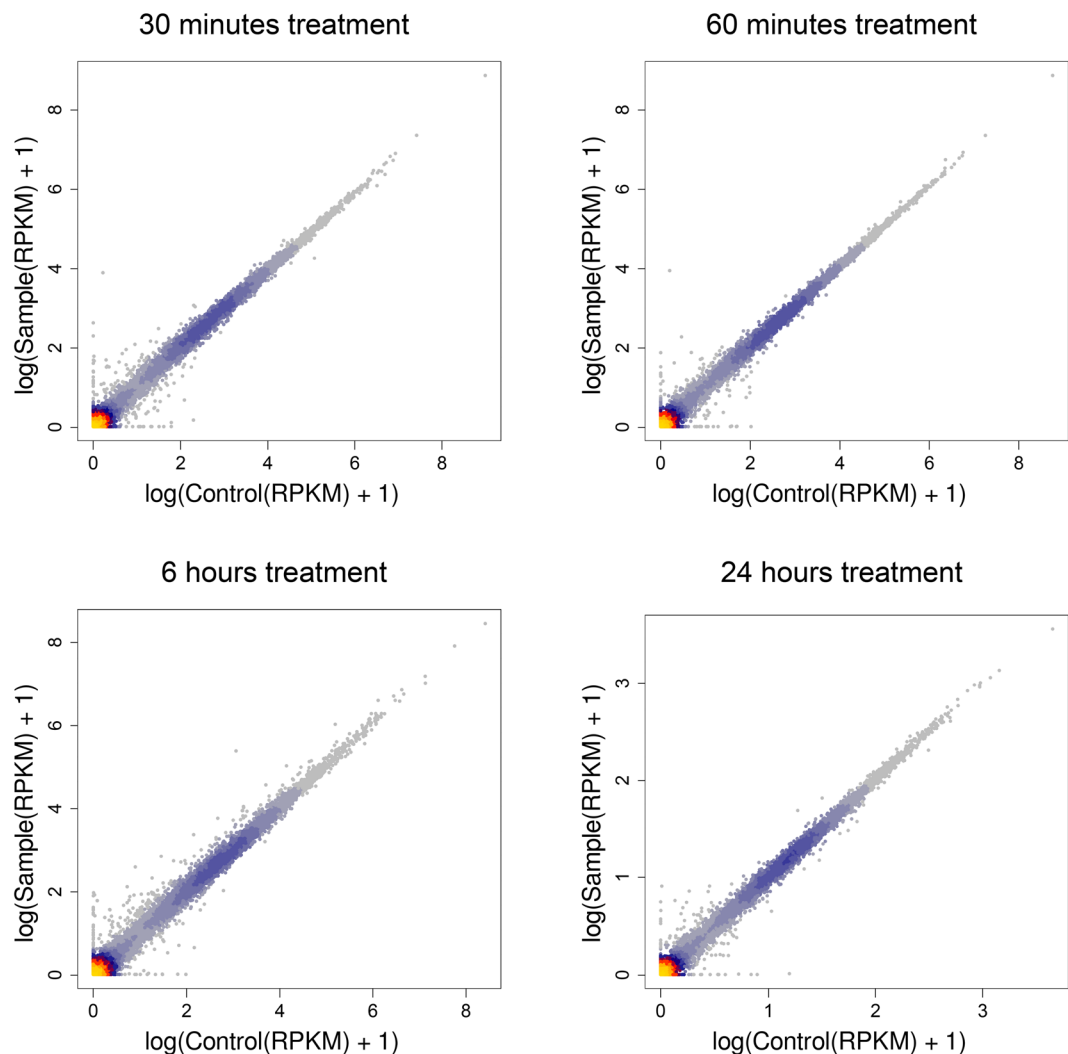 30 minutes treatment
log(Sample(RPKM) + 1)
8
6
4
2
0
0 2 4 6 8
log(Control(RPKM) + 1)
60 minutes treatment
log(Sample(RPKM) + 1)
8
6
4
2
0
0 2 4 6 8
log(Control(RPKM) + 1)
6 hours treatment
log(Sample(RPKM) + 1)
8
6
4
2
0
0 2 4 6 8
log(Control(RPKM) + 1)
24 hours treatment
log(Sample(RPKM) + 1)
3
2
1
0
0 1 2 3
log(Control(RPKM) + 1)